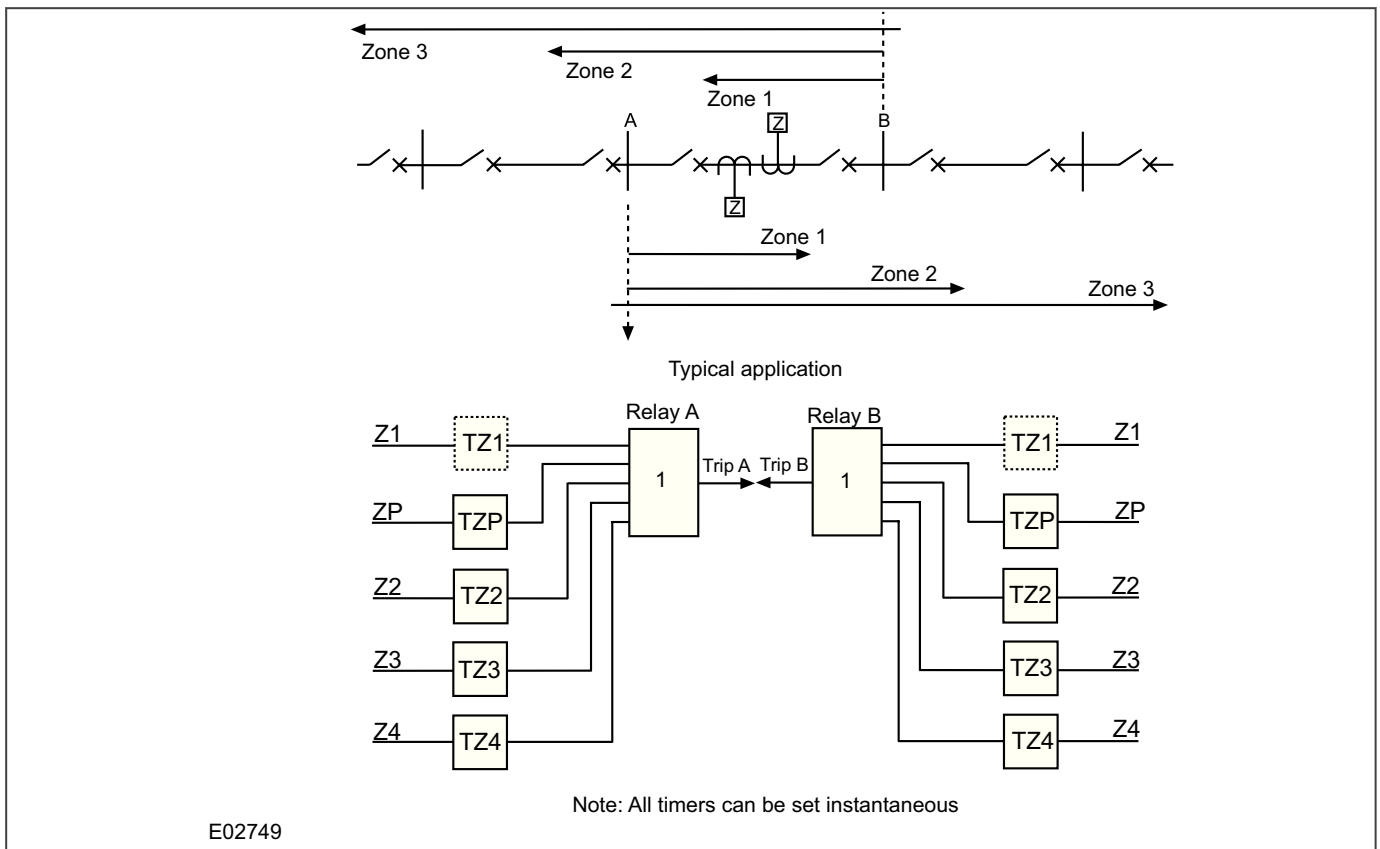 Zone 3
Zone 2
Zone 1
A
Z
B
Z
Zone 1
Zone 2
Zone 3
Typical application
Relay A
Relay B
Z1
TZ1
TZ1
Z1
Trip A
Trip B
1
1
ZP
TZP
TZP
ZP
Z2
TZ2
TZ2
Z2
Z3
TZ3
TZ3
Z3
Z4
TZ4
TZ4
Z4
Note: All timers can be set instantaneous
E02749